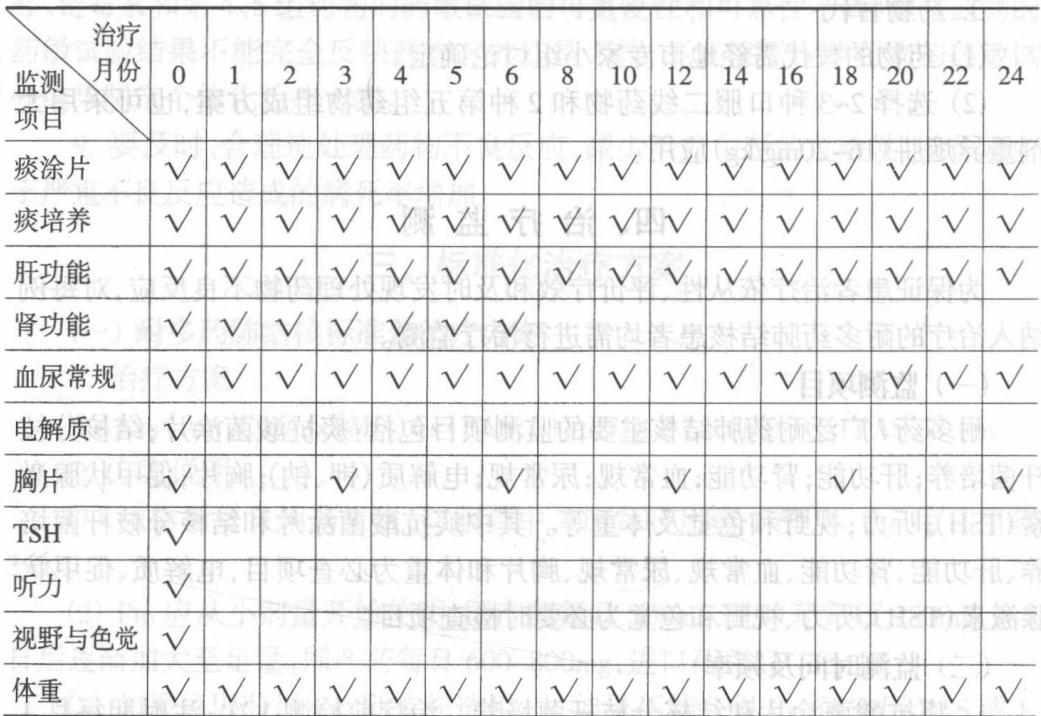 治疗
月份
监测
项目
0 1 2 3 4 5 6 8 10 12 14 16 18 20 22 24
痰涂片 √ √ √ √ √ √ √ √ √ √ √ √ √ √ √ √
痰培养 √ √ √ √ √ √ √ √ √ √ √ √ √ √ √ √
肝功能 √ √ √ √ √ √ √ √ √ √ √ √ √ √ √ √
肾功能 √ √ √ √ √ √ √
血尿常规 √ √ √ √ √ √ √ √ √ √ √ √ √ √ √ √
电解质 √
胸片 √ √ √ √ √
TSH √
听力 √
视野与色觉 √
体重 √ √ √ √ √ √ √ √ √ √ √ √ √ √ √ √